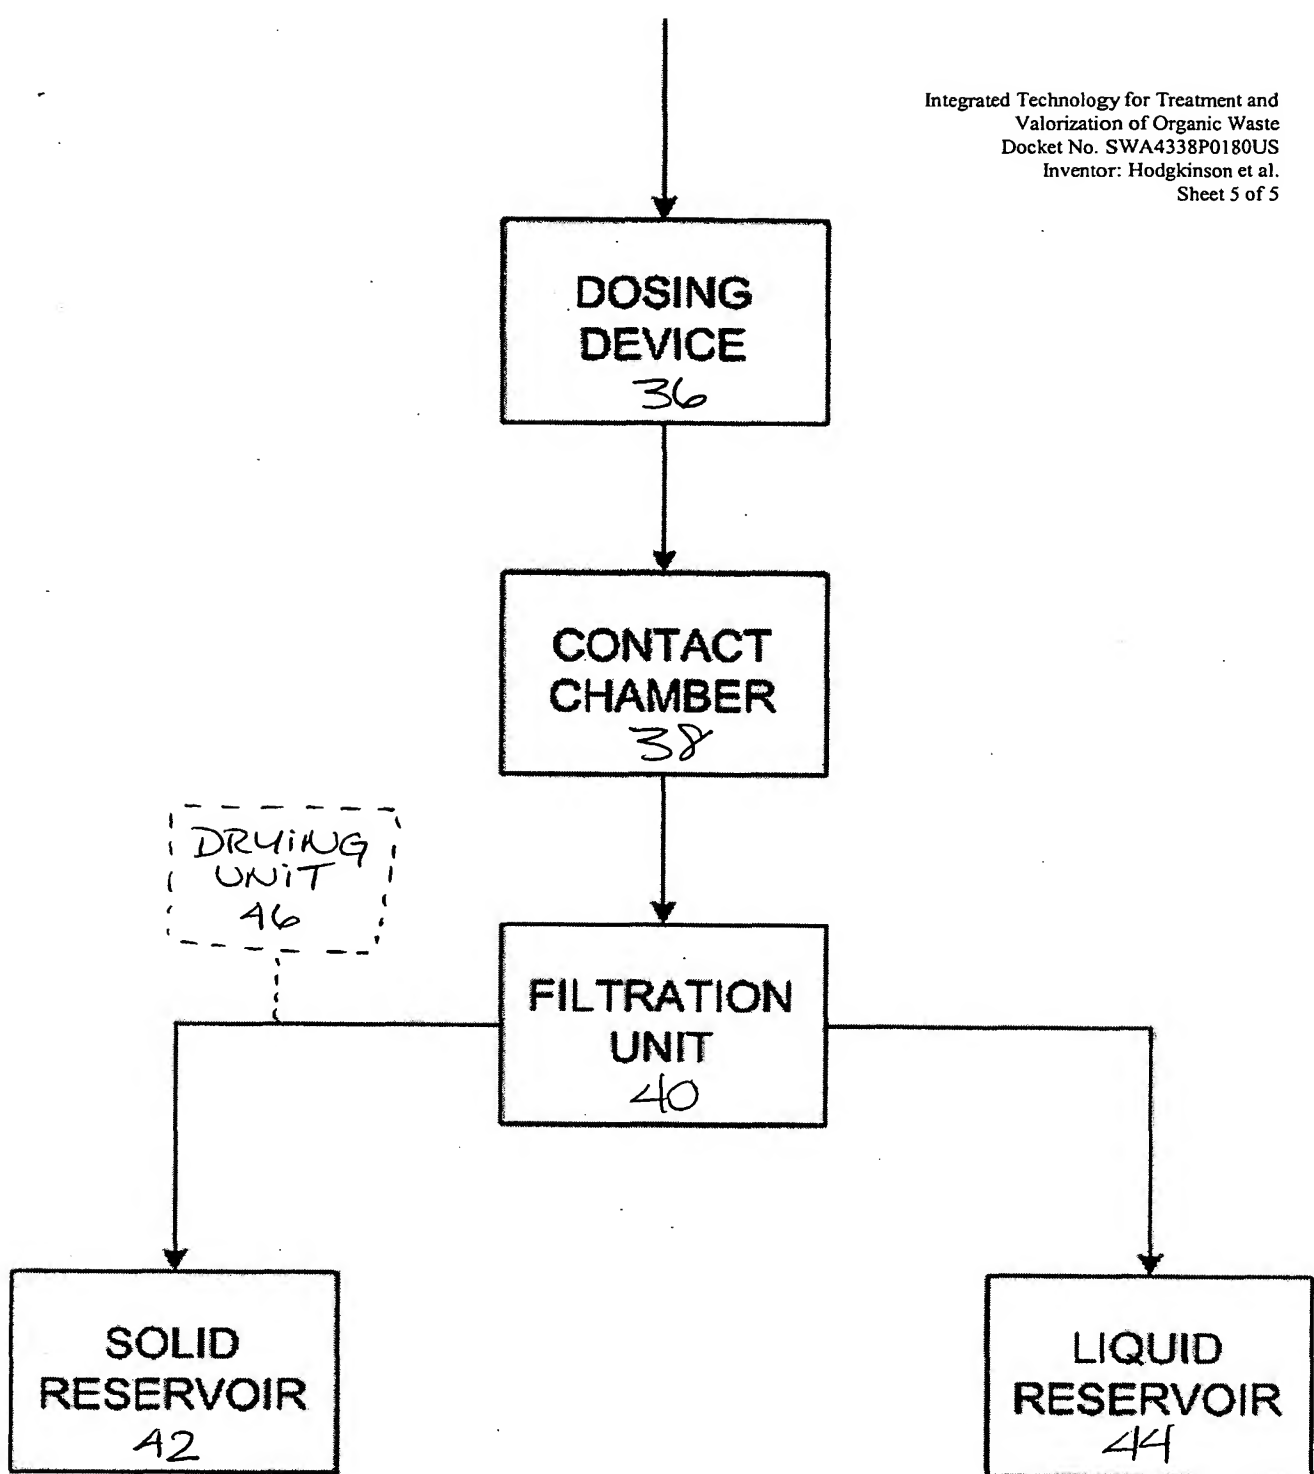 Integrated Technology for Treatment and
Valorization of Organic Waste
Docket No. SWA4338P0180US
Inventor: Hodgkinson et al.
Sheet 5 of 5
DOSING
DEVICE
36
CONTACT
CHAMBER
38
DRYiNG
UNiT
46
FILTRATION
UNIT
40
SOLID
RESERVOIR
42
LIQUID
RESERVOIR
44